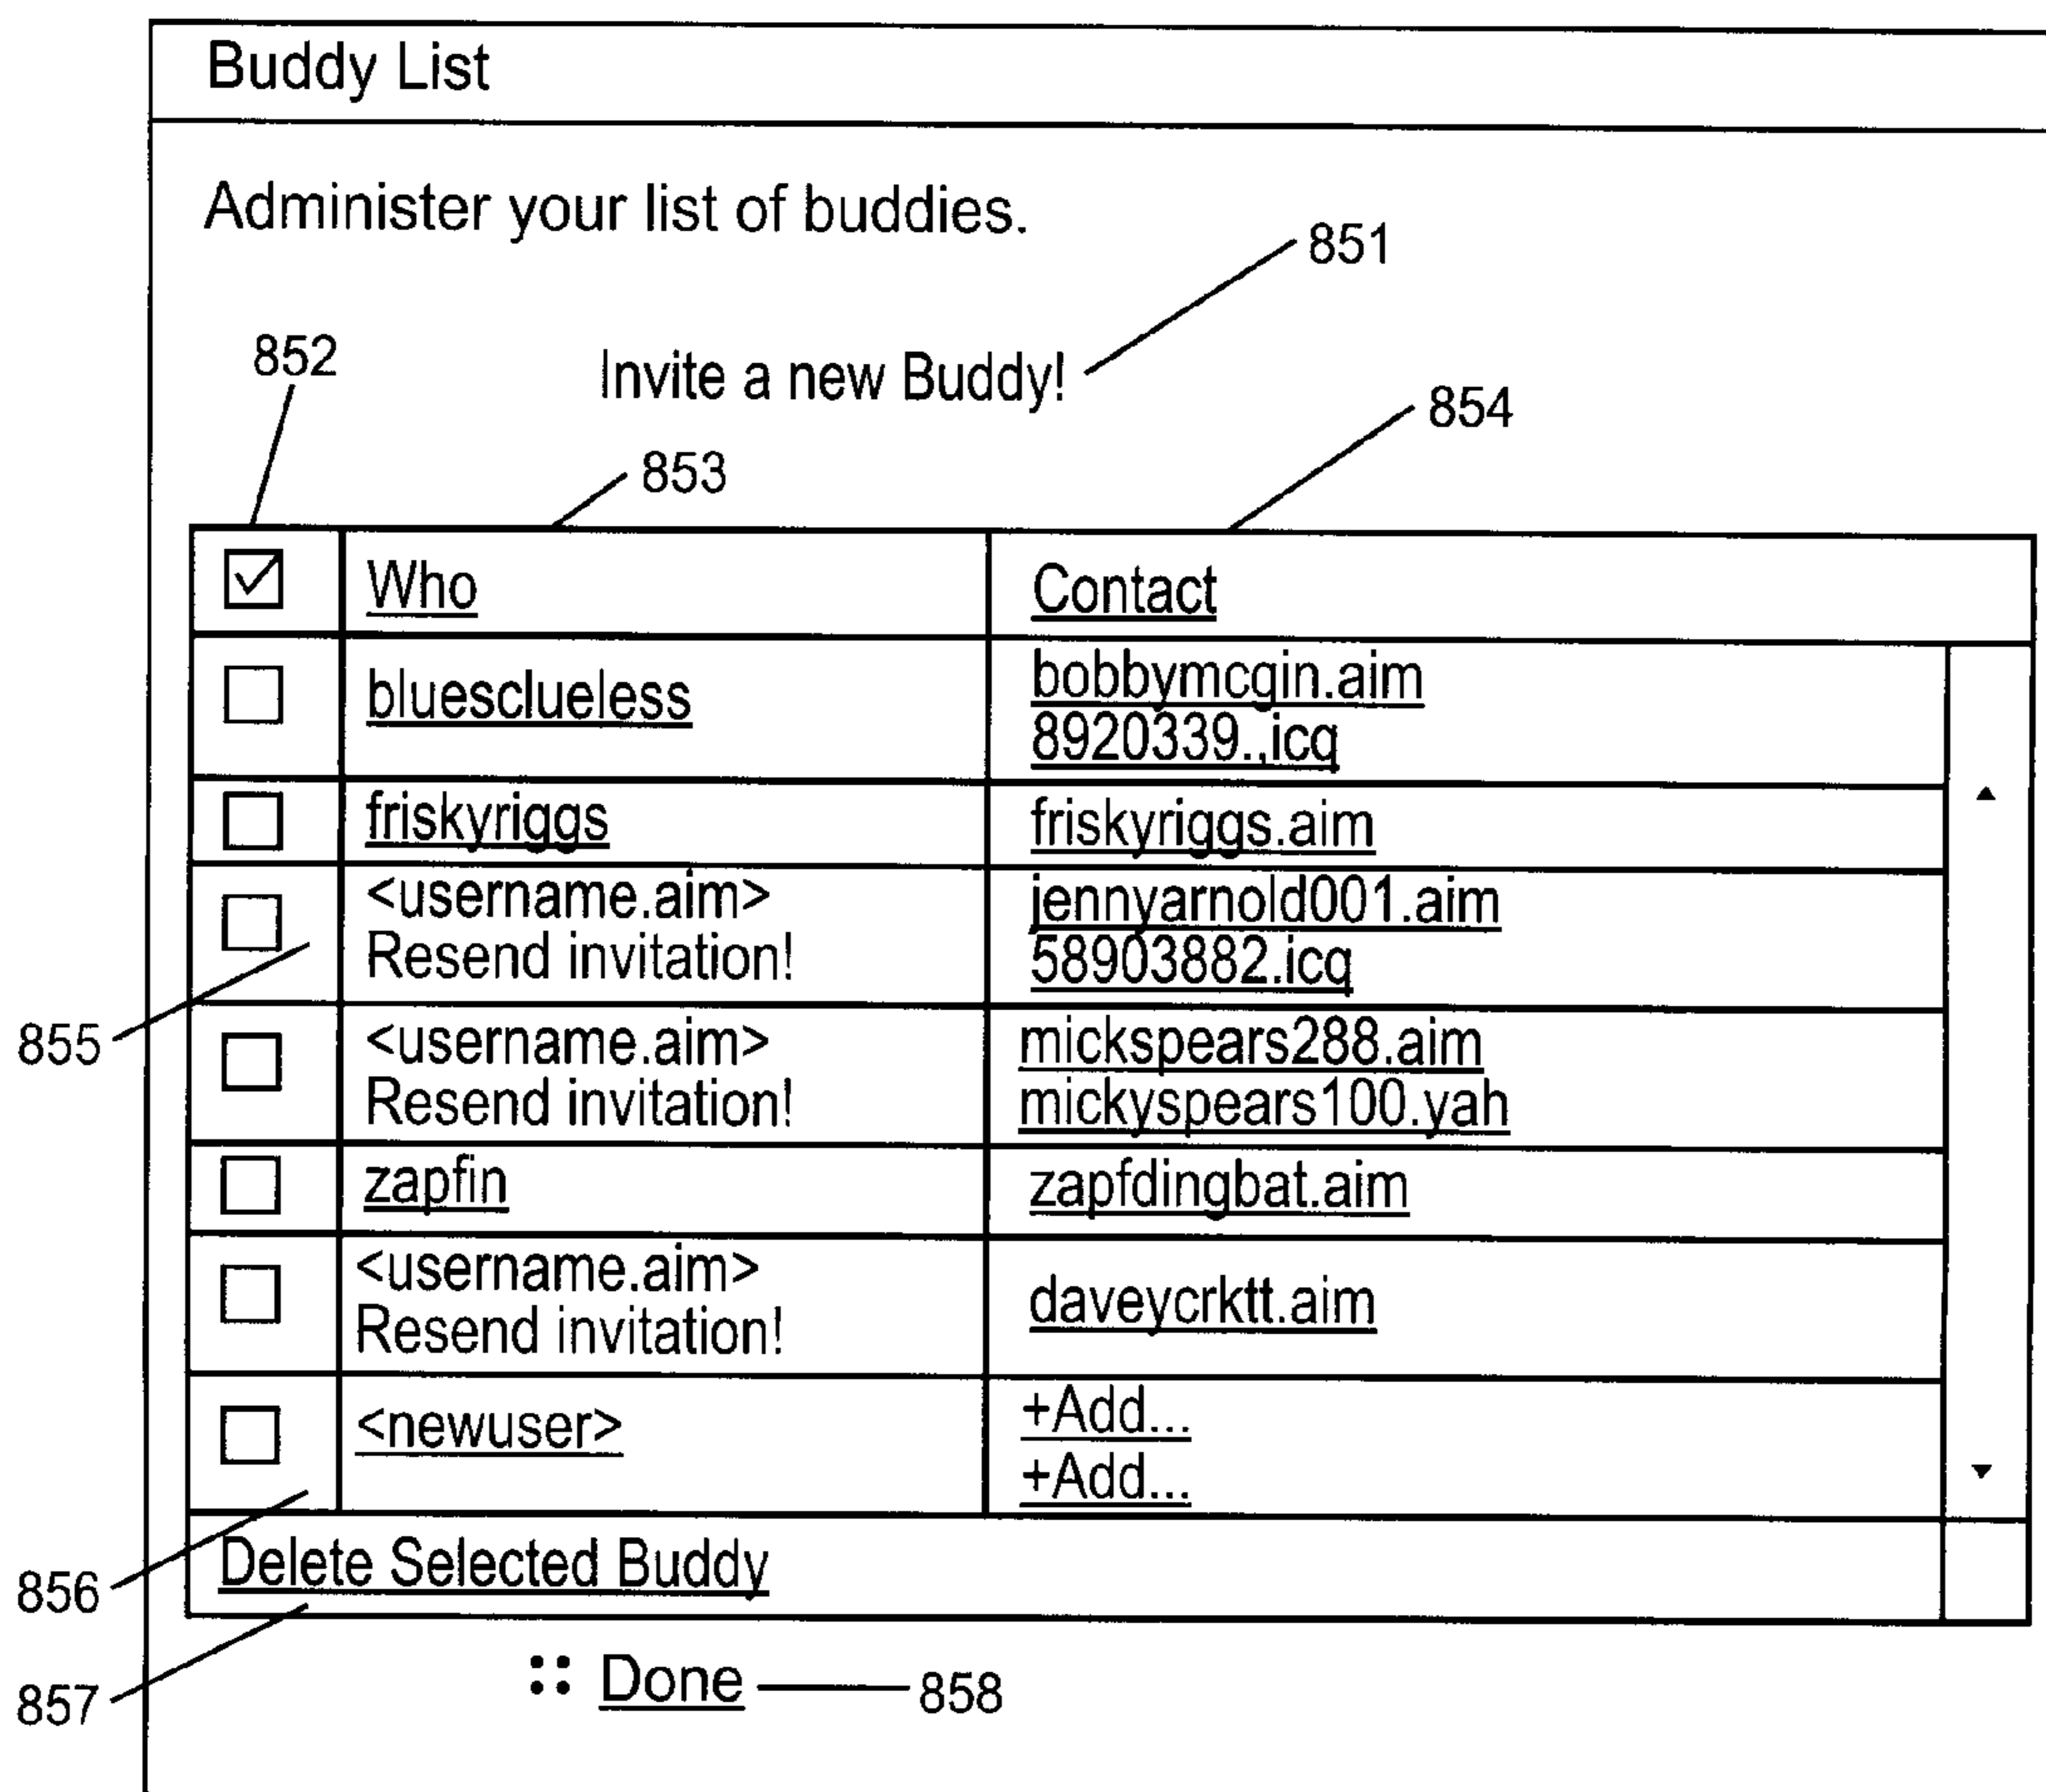 Buddy List
Administer your list of buddies.
851
852
Invite a new Buddy!
854
853
Who
Contact
bluesclueless
bobbymcgin.aim
8920339.,icq
friskyriggs
friskyriggs.aim
<username.aim>
Resend invitation!
jennyarnold001.aim
58903882.icq
855
<username.aim>
Resend invitation!
mickspears288.aim
mickyspears100.yah
zapfin
zapfdingbat.aim
<username.aim>
Resend invitation!
daveycrktt.aim
<newuser>
+Add...
+Add...
856
Delete Selected Buddy
857
:: Done
858